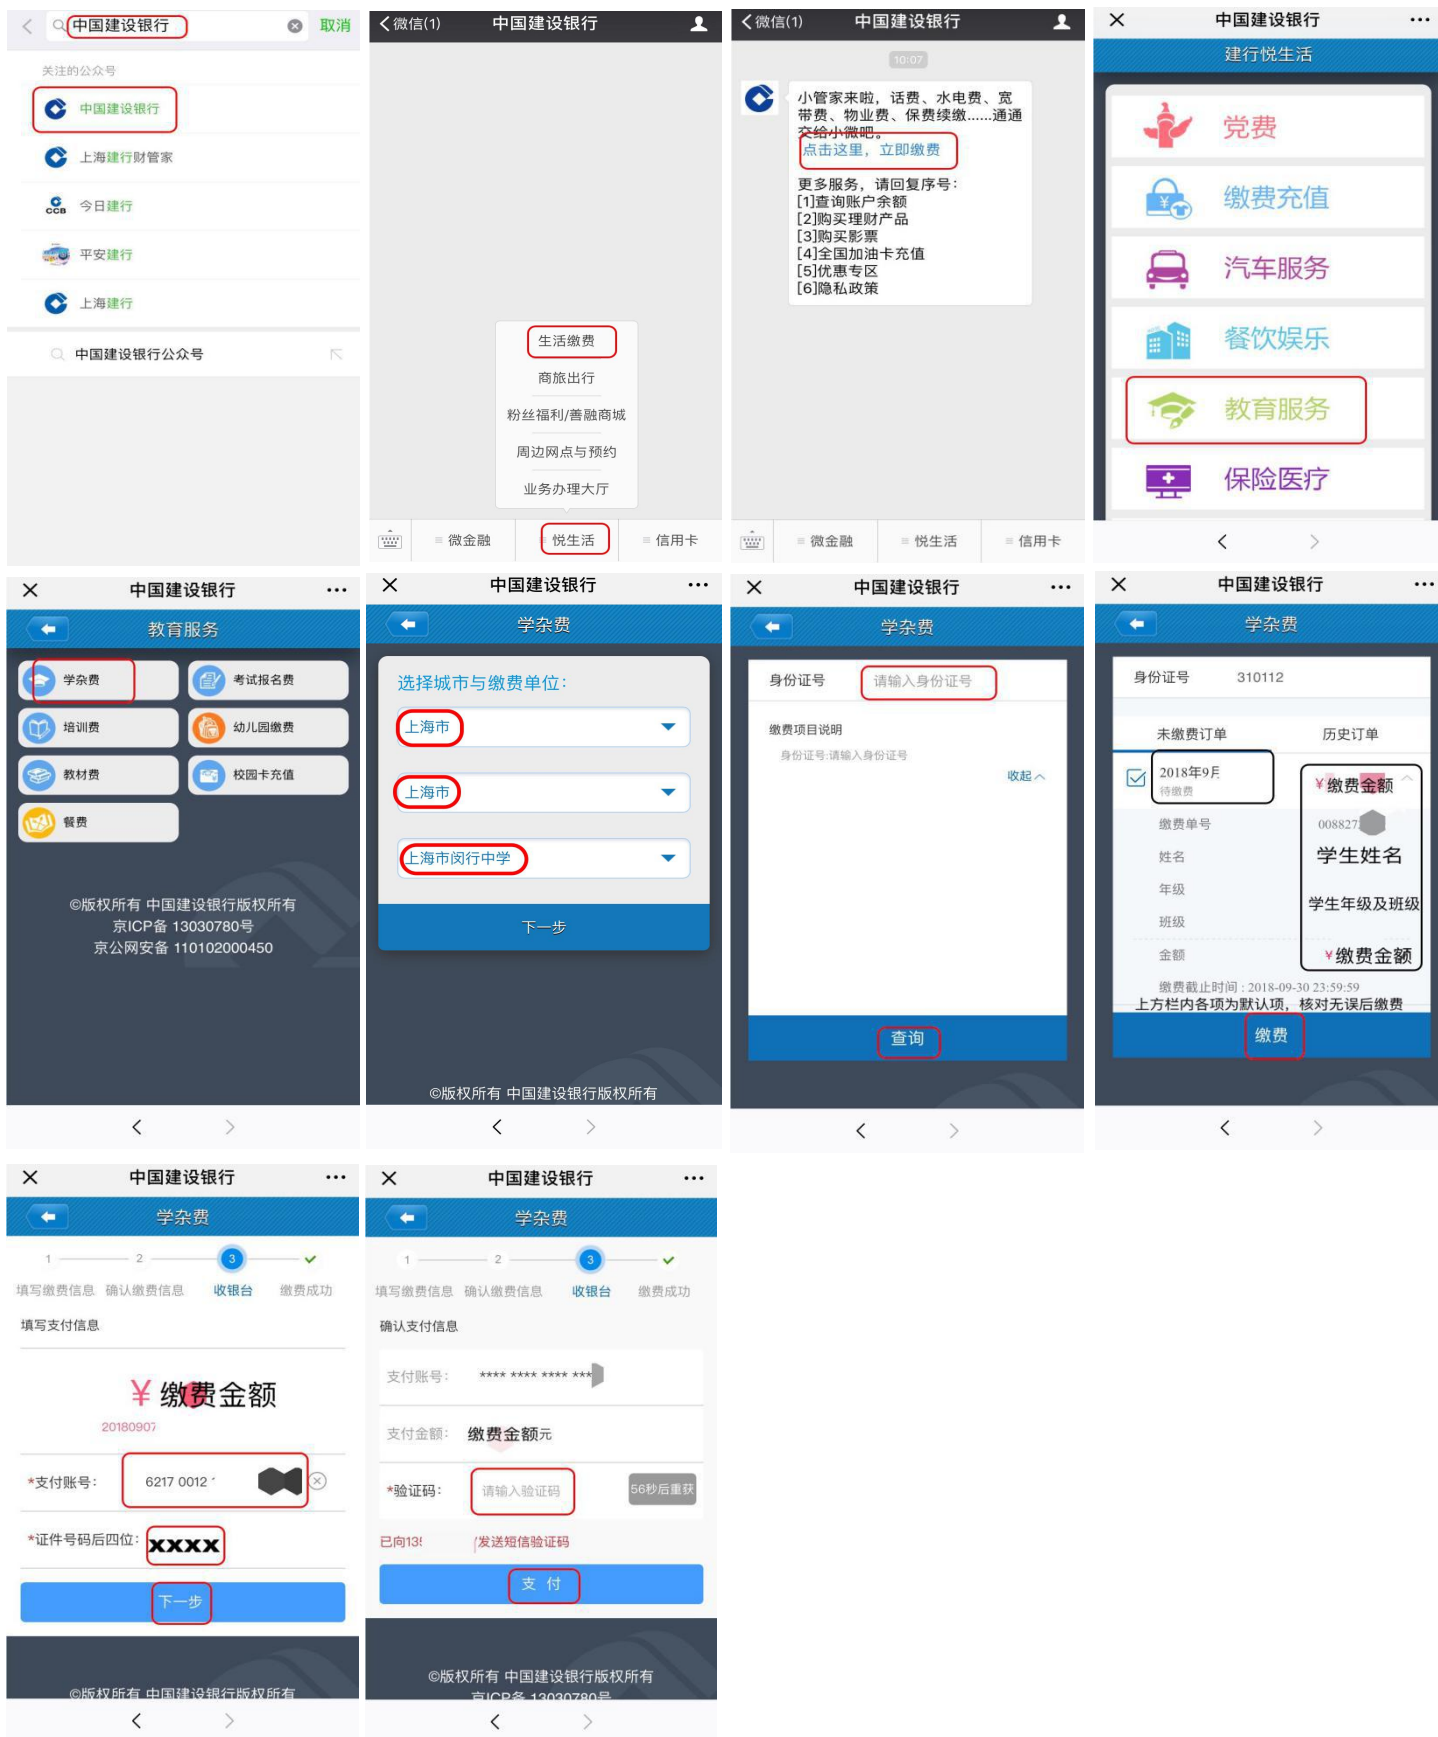 中国建设银行
取消
关注的公众号
中国建设银行
上海建行财管家
CCB
今日建行
平安建行
上海建行
中国建设银行公众号
微信(1)
中国建设银行
生活缴费
商旅出行
粉丝福利/善融商城
周边网点与预约
业务办理大厅
微金融
悦生活
信用卡
微信(1)
中国建设银行
10:07
小管家来啦，话费、水电费、宽
带费、物业费、保费续缴......通通
交给小微吧。
点击这里，立即缴费
更多服务，请回复序号：
[1]查询账户余额
[2]购买理财产品
[3]购买影票
[4]全国加油卡充值
[5]优惠专区
[6]隐私政策
微金融
悦生活
信用卡
中国建设银行
建行悦生活
党费
缴费充值
汽车服务
餐饮娱乐
教育服务
保险医疗
中国建设银行
教育服务
学杂费
考试报名费
培训费
幼儿园缴费
教材费
校园卡充值
餐费
©版权所有 中国建设银行版权所有
京ICP备 13030780号
京公网安备 110102000450
中国建设银行
学杂费
选择城市与缴费单位：
上海市
上海市
上海市闵行中学
下一步
©版权所有 中国建设银行版权所有
中国建设银行
学杂费
身份证号
请输入身份证号
缴费项目说明
身份证号:请输入身份证号
收起
查询
中国建设银行
学杂费
身份证号
310112
未缴费订单
历史订单
2018年9月
待缴费
¥缴费金额
缴费单号
008827
姓名
学生姓名
年级
学生年级及班级
班级
金额
¥缴费金额
缴费截止时间 : 2018-09-30 23:59:59
上方栏内各项为默认项，核对无误后缴费
缴费
中国建设银行
学杂费
1
2
3
填写缴费信息
确认缴费信息
收银台
缴费成功
填写支付信息
¥ 缴费金额
20180907
*支付账号：
6217 0012
*证件号码后四位：
XXXX
下一步
©版权所有 中国建设银行版权所有
中国建设银行
学杂费
1
2
3
填写缴费信息
确认缴费信息
收银台
缴费成功
确认支付信息
支付账号：
**** **** **** ***
支付金额：
缴费金额元
*验证码：
请输入验证码
56秒后重获
已向135
发送短信验证码
支 付
©版权所有 中国建设银行版权所有
京ICP备 13030780号